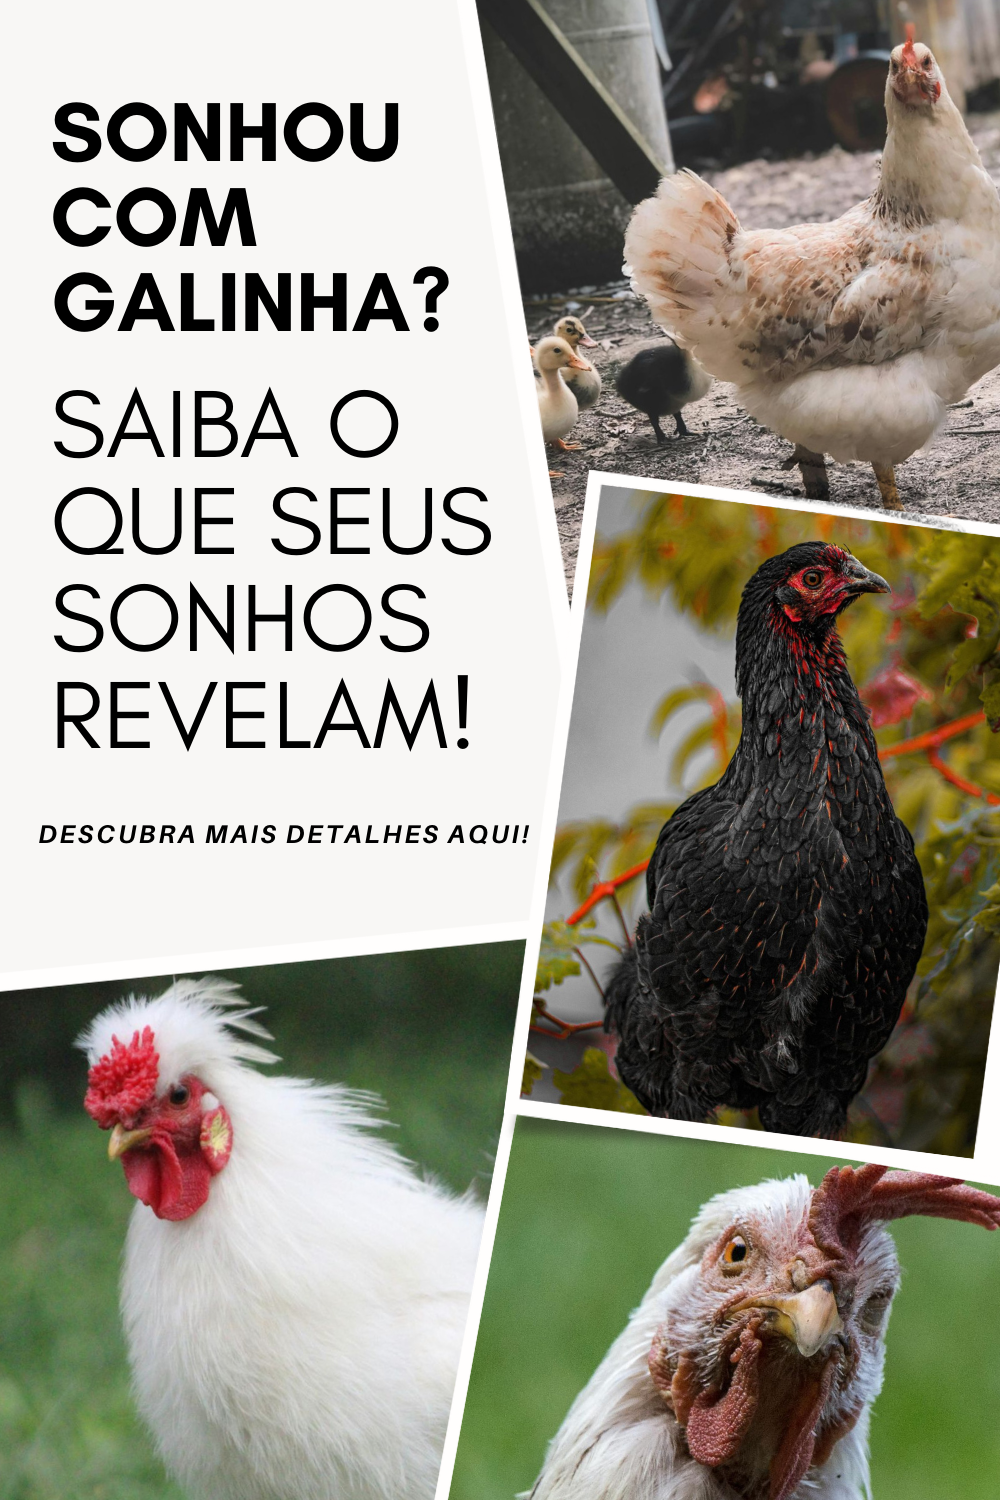 SONHOU
COM
GALINHA?
SAIBA O
QUE SEUS
SONHOS
REVELAM!
DESCUBRA MAIS DETALHES AQUI!